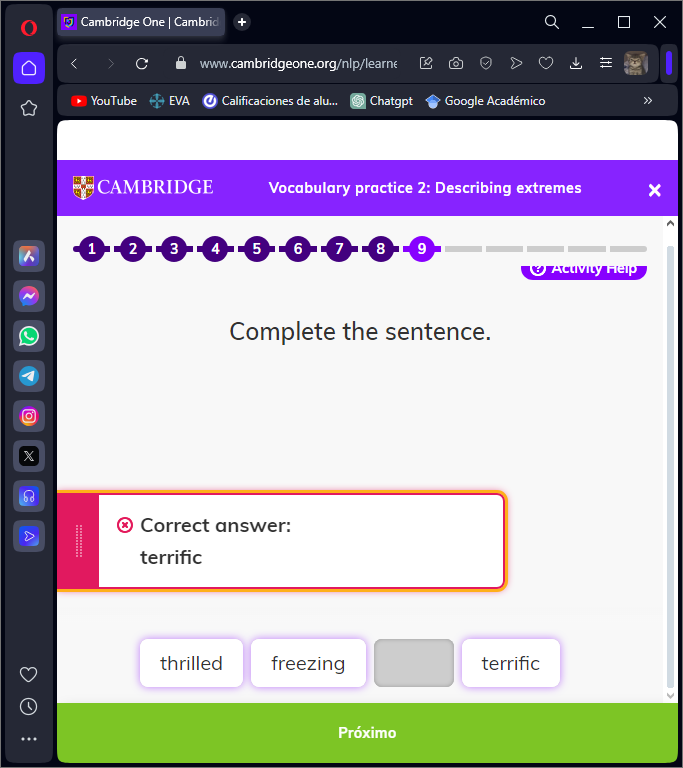 Cambridge One | Cambrid
www.cambridgeone.org/nlp/learne
YouTube EVA Calificaciones de alu... Chatgpt Google Académico »
CAMBRIDGE Vocabulary practice 2: Describing extremes
1 2 3 4 5 6 7 8 9
Activity Help
Complete the sentence.
Correct answer:
terrific
thrilled freezing terrific
Próximo